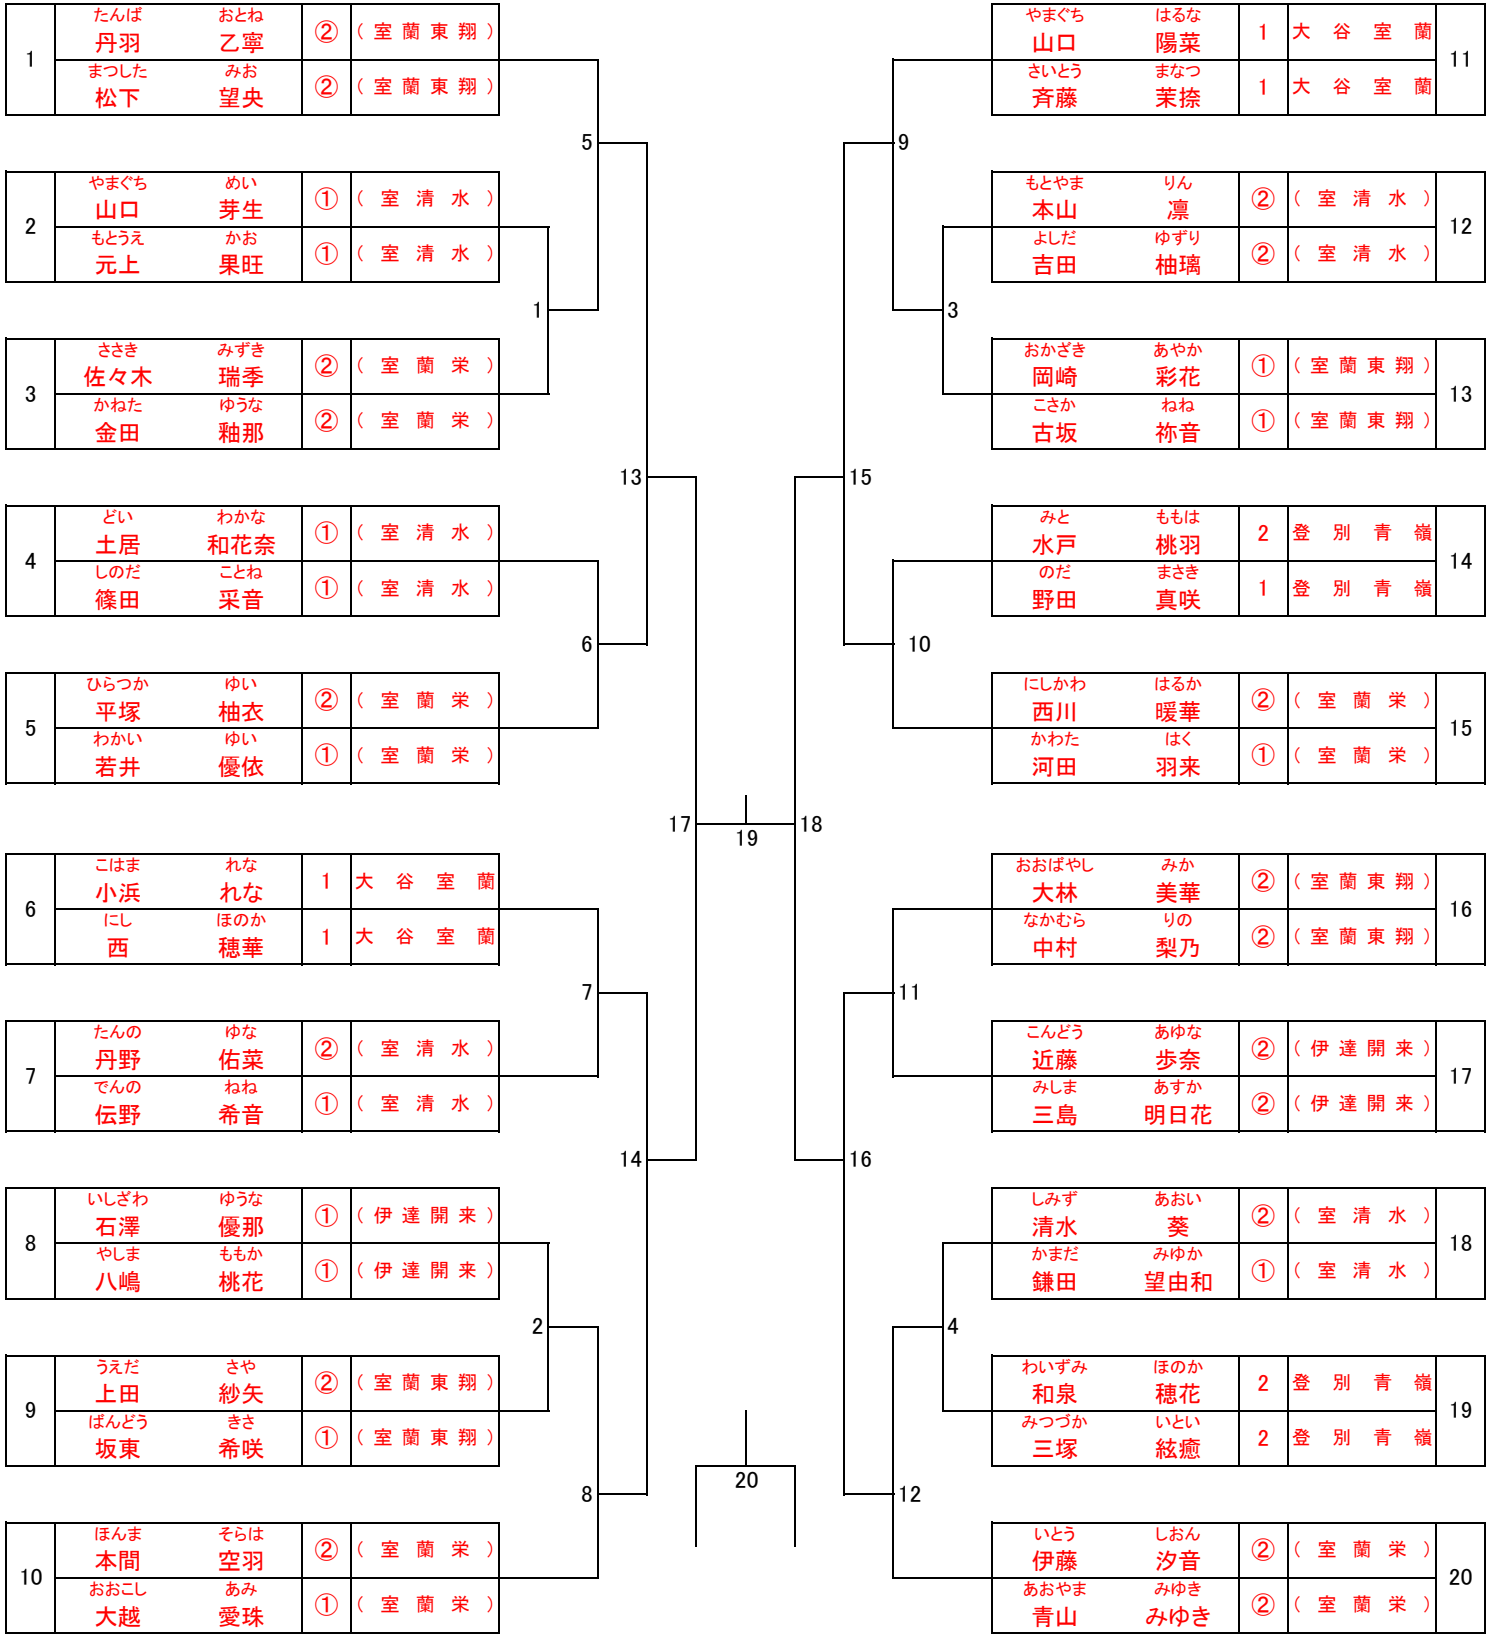 たんば おとね
1 丹羽 乙寧 ② (室蘭東翔)
まつした みお
松下 望央 ② (室蘭東翔)
やまぐち めい
2 山口 芽生 ① (室清水)
もとうえ かお
元上 果旺 ① (室清水)
ささき みずき
3 佐々木 瑞季 ② (室蘭栄)
かねた ゆうな
金田 釉那 ② (室蘭栄)
どい わかな
4 土居 和花奈 ① (室清水)
しのだ ことね
篠田 采音 ① (室清水)
ひらつか ゆい
5 平塚 柚衣 ② (室蘭栄)
わかい ゆい
若井 優依 ① (室蘭栄)
こはま れな
6 小浜 れな 1 大谷室蘭
にし ほのか
西 穂華 1 大谷室蘭
たんの ゆな
7 丹野 佑菜 ② (室清水)
でんの ねね
伝野 希音 ① (室清水)
いしざわ ゆうな
8 石澤 優那 ① (伊達開来)
やしま ももか
八嶋 桃花 ① (伊達開来)
うえだ さや
9 上田 紗矢 ② (室蘭東翔)
ばんどう きさ
坂東 希咲 ① (室蘭東翔)
ほんま そらは
10 本間 空羽 ② (室蘭栄)
おおこし あみ
大越 愛珠 ① (室蘭栄)
5
1
13
6
17
7
14
2
8
19
20
9
3
15
10
18
11
16
4
12
やまぐち はるな
山口 陽菜 1 大谷室蘭 11
さいとう まなつ
斉藤 茉捺 1 大谷室蘭
もとやま りん
本山 凛 ② (室清水) 12
よしだ ゆずり
吉田 柚璃 ② (室清水)
おかざき あやか
岡崎 彩花 ① (室蘭東翔) 13
こさか ねね
古坂 祢音 ① (室蘭東翔)
みと ももは
水戸 桃羽 2 登別青嶺 14
のだ まさき
野田 真咲 1 登別青嶺
にしかわ はるか
西川 暖華 ② (室蘭栄) 15
かわた はく
河田 羽来 ① (室蘭栄)
おおばやし みか
大林 美華 ② (室蘭東翔) 16
なかむら りの
中村 梨乃 ② (室蘭東翔)
こんどう あゆな
近藤 歩奈 ② (伊達開来) 17
みしま あすか
三島 明日花 ② (伊達開来)
しみず あおい
清水 葵 ② (室清水) 18
かまだ みゆか
鎌田 望由和 ① (室清水)
わいずみ ほのか
和泉 穂花 2 登別青嶺 19
みつづか いとい
三塚 絃癒 2 登別青嶺
いとう しおん
伊藤 汐音 ② (室蘭栄) 20
あおやま みゆき
青山 みゆき ② (室蘭栄)